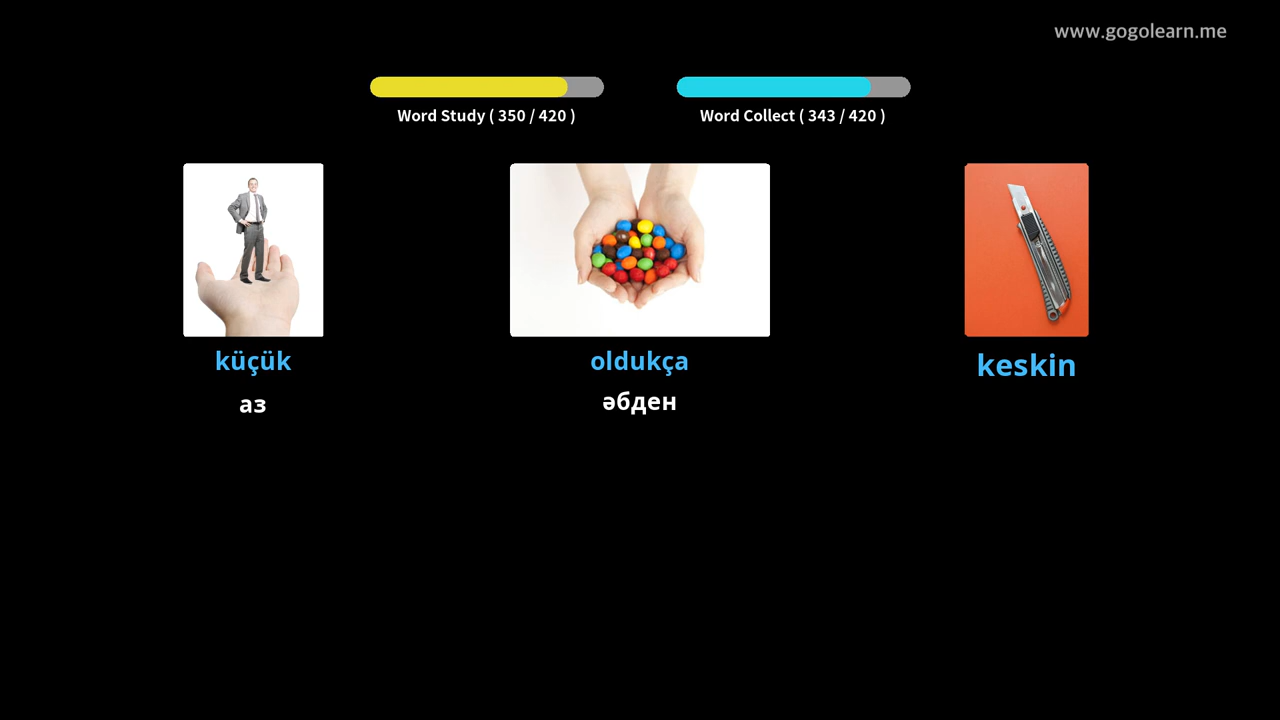 www.gogolearn.me
Word Study ( 350 / 420 )
Word Collect ( 343 / 420 )
küçük
oldukça
keskin
аз
әбден